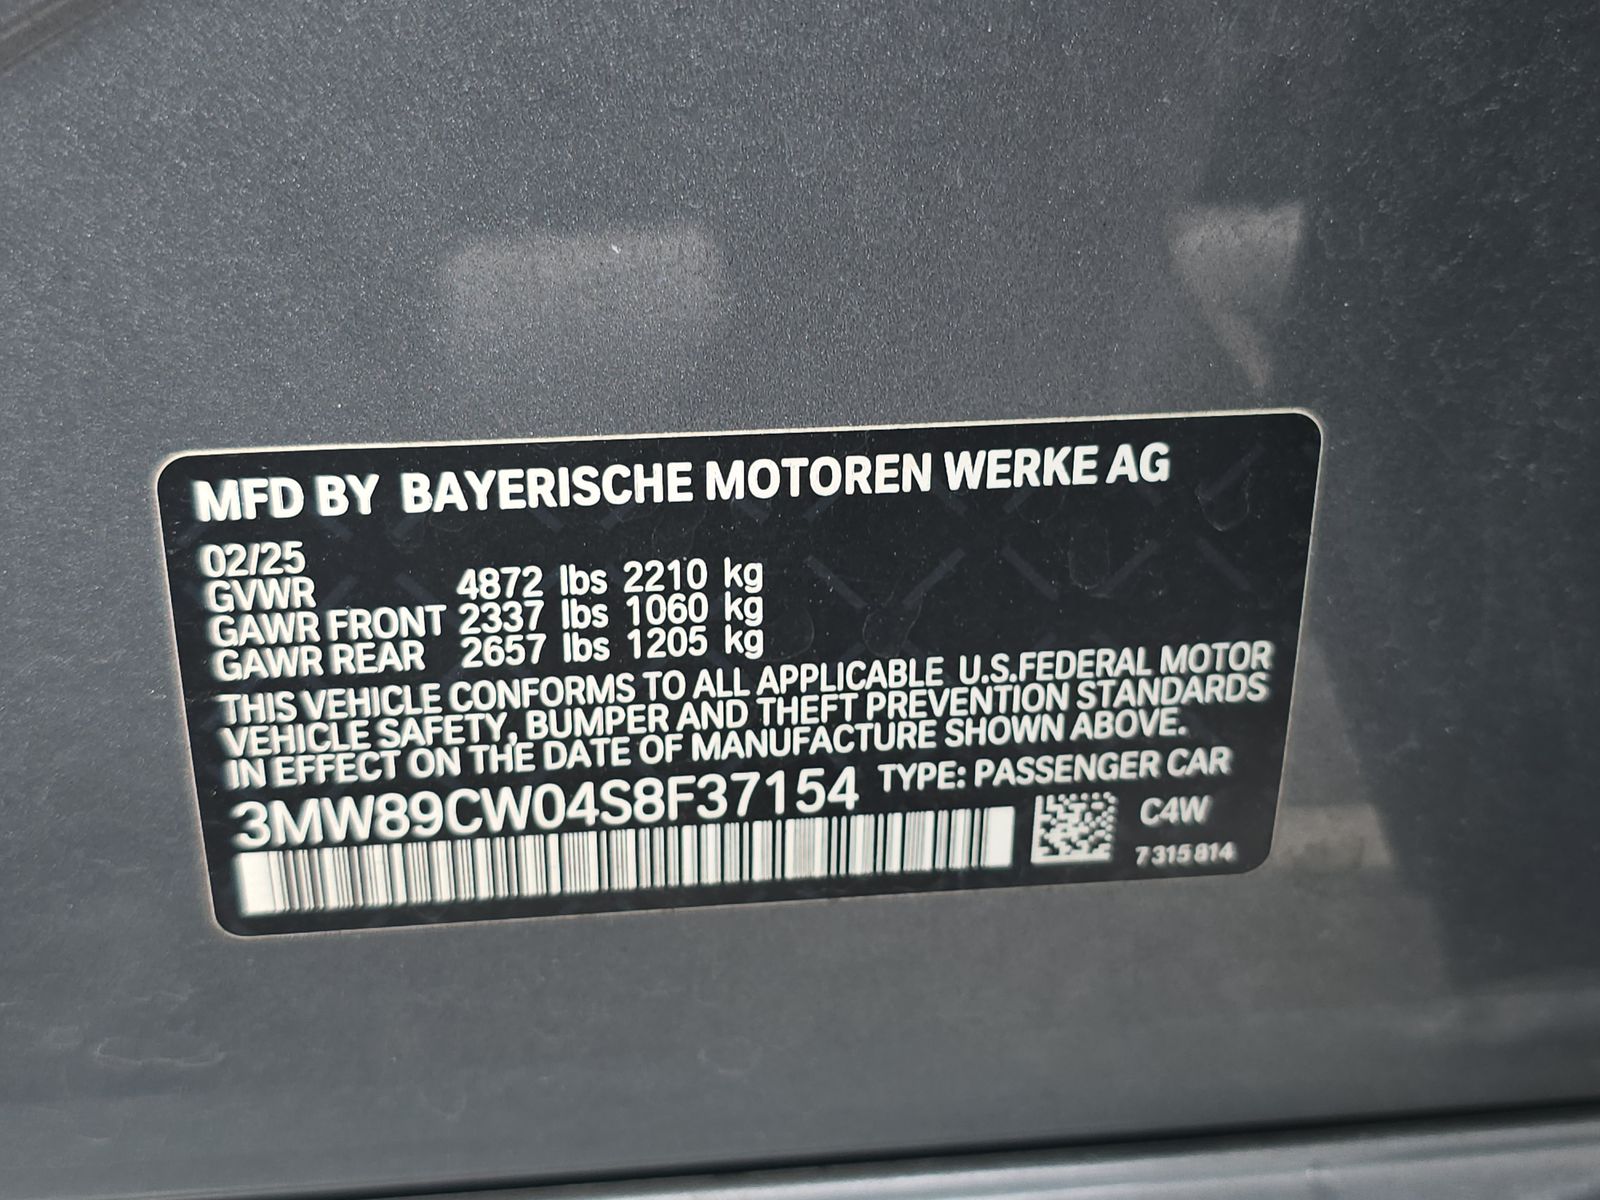 MFD BY BAYERISCHE MOTOREN WERKE AG
02/25
GVWR 4872 lbs 2210 kg
GAWR FRONT 2337 lbs 1060 kg
GAWR REAR 2657 lbs 1205 kg
THIS VEHICLE CONFORMS TO ALL APPLICABLE U.S.FEDERAL MOTOR
VEHICLE SAFETY, BUMPER AND THEFT PREVENTION STANDARDS
IN EFFECT ON THE DATE OF MANUFACTURE SHOWN ABOVE.
3MW89CW04S8F37154 TYPE: PASSENGER CAR
C4W
7 315 814